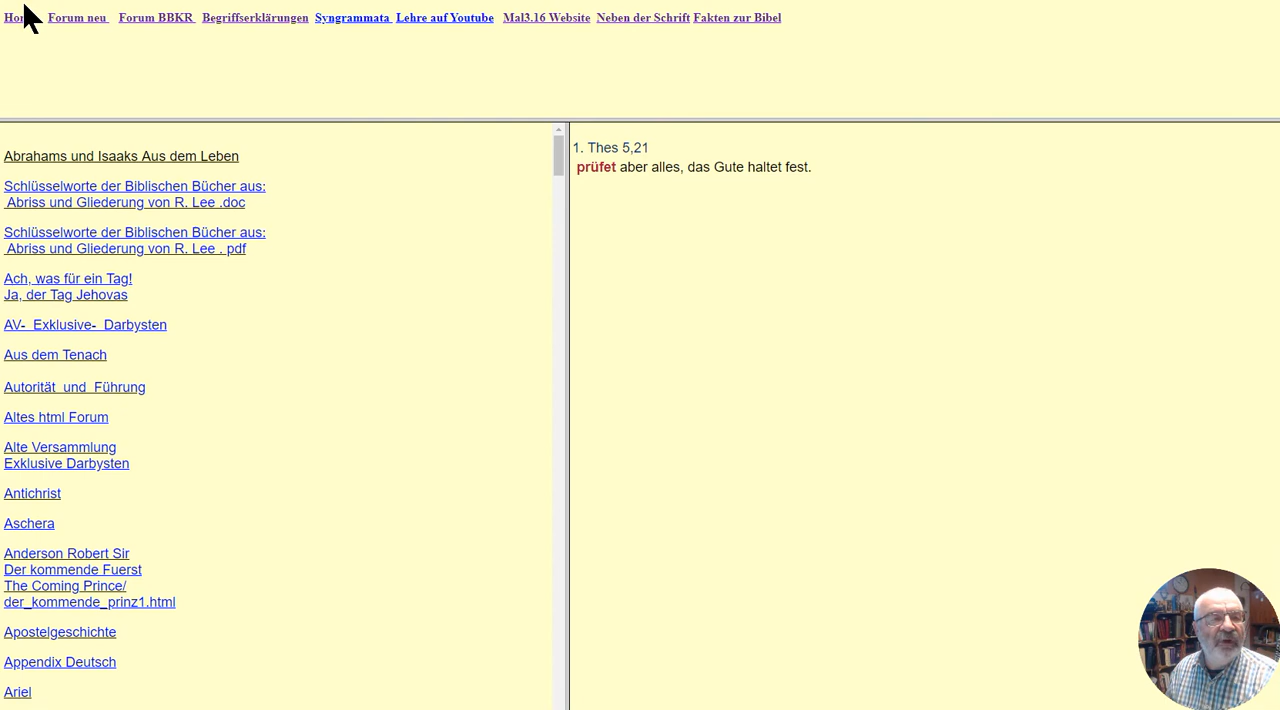 Forum neu Forum BBKR Begriffserklärungen Syngrammata Lehre auf Youtube Mal3.16 Website Neben der Schrift Fakten zur Bibel
Abrahams und Isaaks Aus dem Leben
Schlüsselworte der Biblischen Bücher aus:
Abriss und Gliederung von R. Lee .doc
Schlüsselworte der Biblischen Bücher aus:
Abriss und Gliederung von R. Lee . pdf
Ach, was für ein Tag!
Ja, der Tag Jehovas
AV- Exklusive- Darbysten
Aus dem Tenach
Autorität und Führung
Altes html Forum
Alte Versammlung
Exklusive Darbysten
Antichrist
Aschera
Anderson Robert Sir
Der kommende Fuerst
The Coming Prince/
der_kommende_prinz1.html
Apostelgeschichte
Appendix Deutsch
Ariel
1. Thes 5,21
prüfet aber alles, das Gute haltet fest.